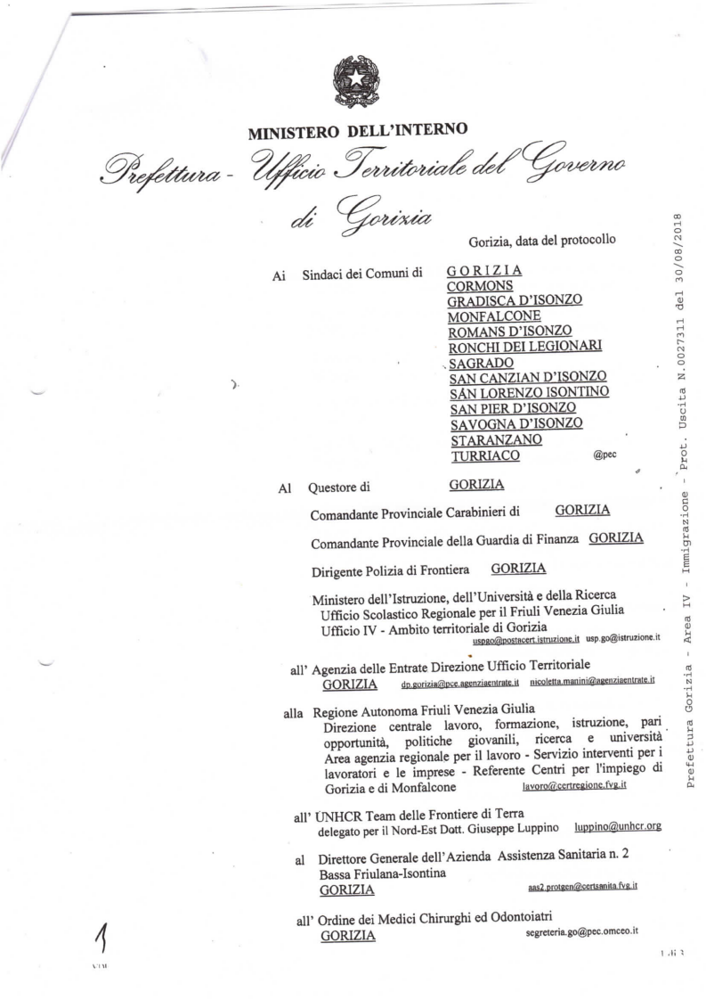 MINISTERO DELL'INTERNO
Prefettura - Ufficio Territoriale del Governo
di Gorizia
Gorizia, data del protocollo
Ai Sindaci dei Comuni di GORIZIA
CORMONS
GRADISCA D'ISONZO
MONFALCONE
ROMANS D'ISONZO
RONCHI DEI LEGIONARI
SAGRADO
SAN CANZIAN D'ISONZO
SAN LORENZO ISONTINO
SAN PIER D'ISONZO
SAVOGNA D'ISONZO
STARANZANO
TURRIACO @pec
Al Questore di GORIZIA
Comandante Provinciale Carabinieri di GORIZIA
Comandante Provinciale della Guardia di Finanza GORIZIA
Dirigente Polizia di Frontiera GORIZIA
Ministero dell'Istruzione, dell'Università e della Ricerca
Ufficio Scolastico Regionale per il Friuli Venezia Giulia
Ufficio IV - Ambito territoriale di Gorizia
uspgo@postacert.istruzione.it usp.go@istruzione.it
all' Agenzia delle Entrate Direzione Ufficio Territoriale
GORIZIA dp.gorizia@pce.agenziaentrate.it nicoletta.manini@agenziaentrate.it
alla Regione Autonoma Friuli Venezia Giulia
Direzione centrale lavoro, formazione, istruzione, pari
opportunità, politiche giovanili, ricerca e università
Area agenzia regionale per il lavoro - Servizio interventi per i
lavoratori e le imprese - Referente Centri per l'impiego di
Gorizia e di Monfalcone lavoro@certregione.fvg.it
all' UNHCR Team delle Frontiere di Terra
delegato per il Nord-Est Dott. Giuseppe Luppino luppino@unhcr.org
al Direttore Generale dell'Azienda Assistenza Sanitaria n. 2
Bassa Friulana-Isontina
GORIZIA aas2.protgen@certsanita.fvg.it
all' Ordine dei Medici Chirurghi ed Odontoiatri
GORIZIA segreteria.go@pec.omceo.it
1 di 3
Prefettura Gorizia - Area IV - Immigrazione - Prot. Uscita N.0027311 del 30/08/2018